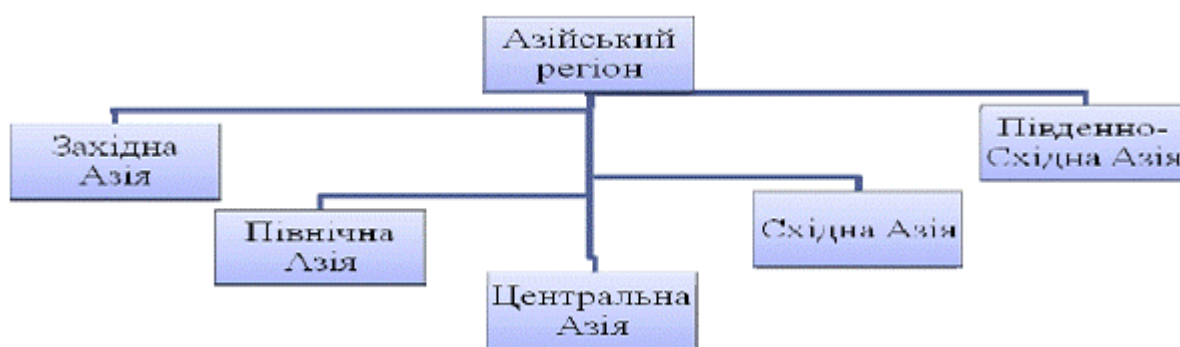 Азійський
регіон
Західна
Азія
Північна
Азія
Центральна
Азія
Східна Азія
Південно-
Східна Азія